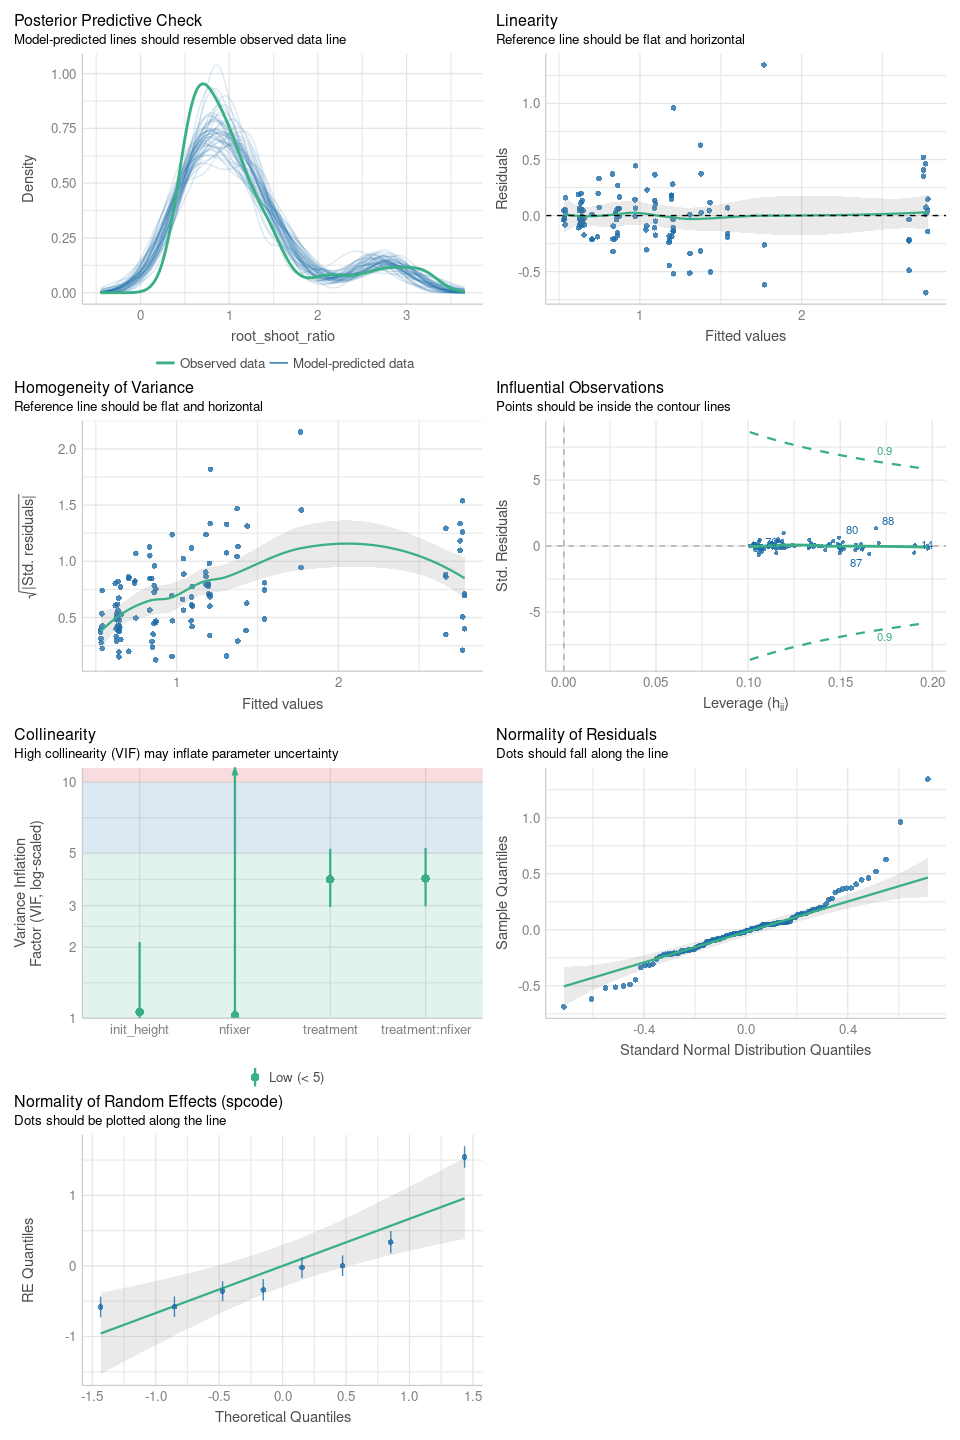 Posterior Predictive Check
Model-predicted lines should resemble observed data line
1.00
0.75
0.50
0.25
0.00
Density
0
1
2
3
root_shoot_ratio
Observed data
Model-predicted data
Linearity
Reference line should be flat and horizontal
1.0
0.5
0.0
-0.5
Residuals
1
2
Fitted values
Homogeneity of Variance
Reference line should be flat and horizontal
2.0
1.5
1.0
0.5
√|Std. residuals|
1
2
Fitted values
Influential Observations
Points should be inside the contour lines
5
0
-5
Std. Residuals
0.9
88
80
14
87
0.9
0.00
0.05
0.10
0.15
0.20
Leverage (hii)
Collinearity
High collinearity (VIF) may inflate parameter uncertainty
10
5
3
2
1
Variance Inflation
Factor (VIF, log-scaled)
init_height
nfixer
treatment
treatment:nfixer
Low (< 5)
Normality of Residuals
Dots should fall along the line
1.0
0.5
0.0
-0.5
Sample Quantiles
-0.4
0.0
0.4
Standard Normal Distribution Quantiles
Normality of Random Effects (spcode)
Dots should be plotted along the line
1
0
-1
RE Quantiles
-1.5
-1.0
-0.5
0.0
0.5
1.0
1.5
Theoretical Quantiles